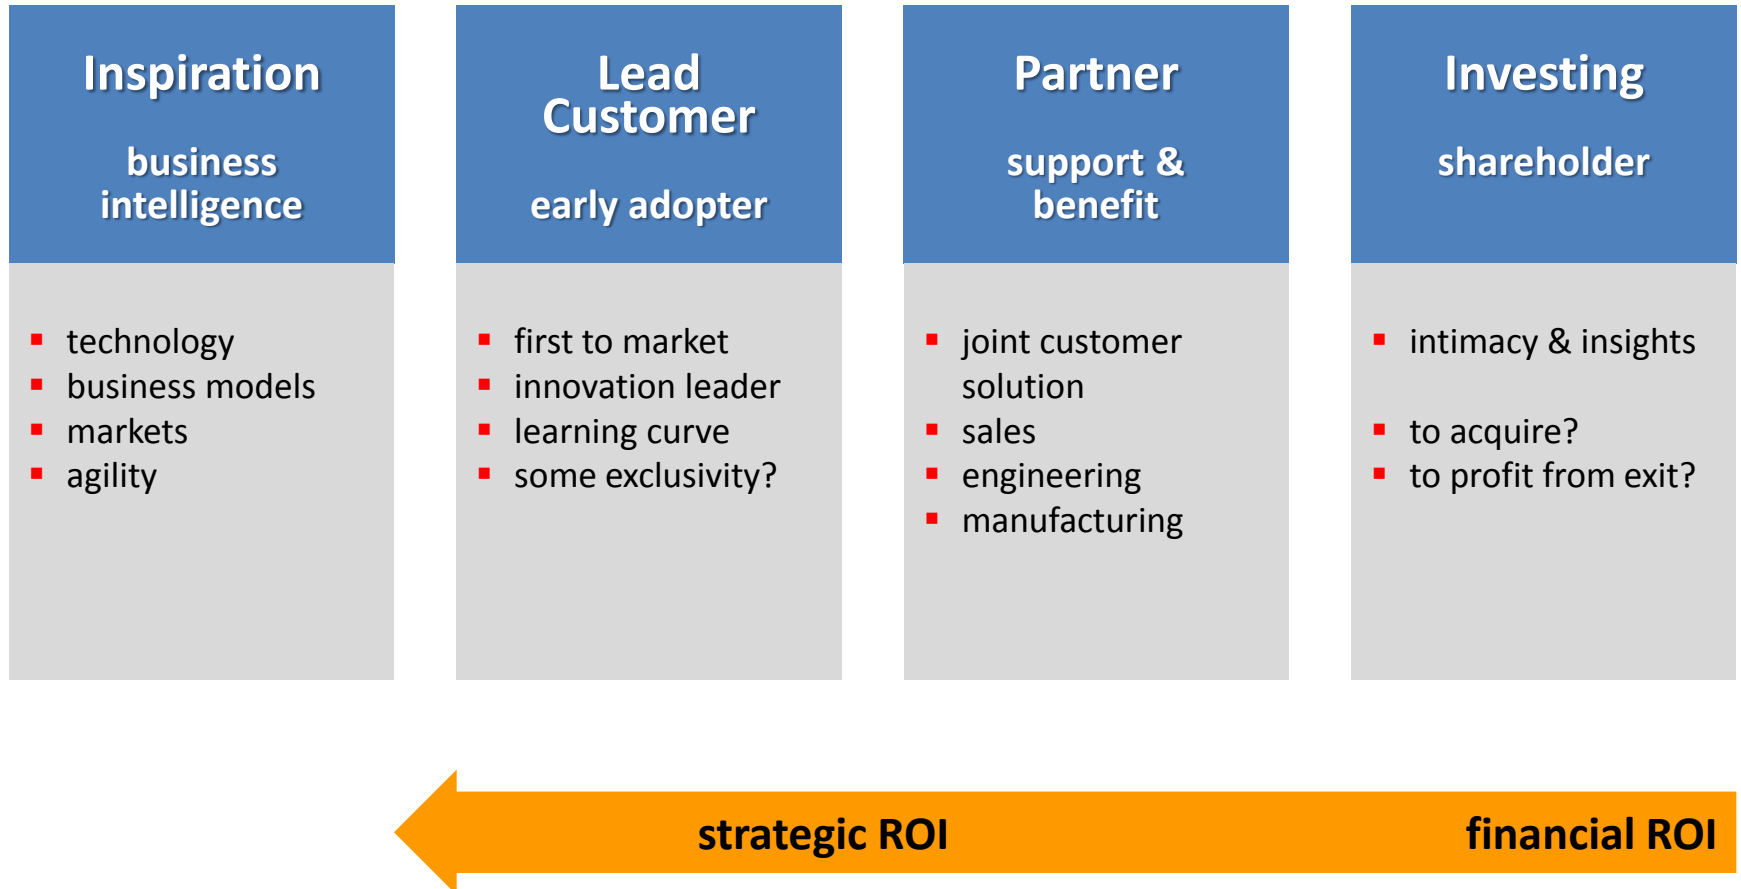 Inspiration
business
intelligence
technology
business models
markets
agility
Lead
Customer
early adopter
first to market
innovation leader
learning curve
some exclusivity?
Partner
support &
benefit
joint customer
solution
sales
engineering
manufacturing
Investing
shareholder
intimacy & insights
to acquire?
to profit from exit?
strategic ROI
financial ROI